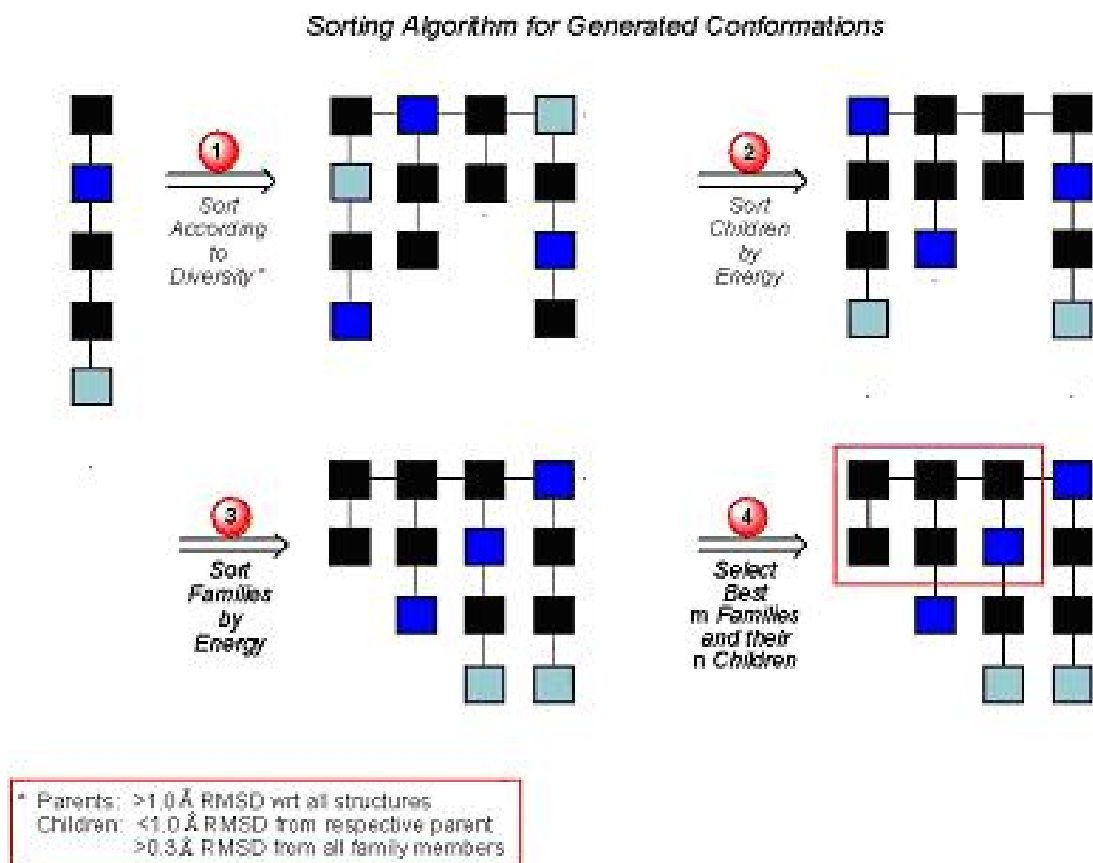 Sorting Algorithm for Generated Conformations
1
Sort
According
to
Diversity *
2
Sort
Children
by
Energy
3
Sort
Families
by
Energy
4
Select
Best
m Families
and their
n Children
* Parents: >1.0 Å RMSD wrt all structures
Children: <1.0 Å RMSD from respective parent
>0.3 Å RMSD from all family members